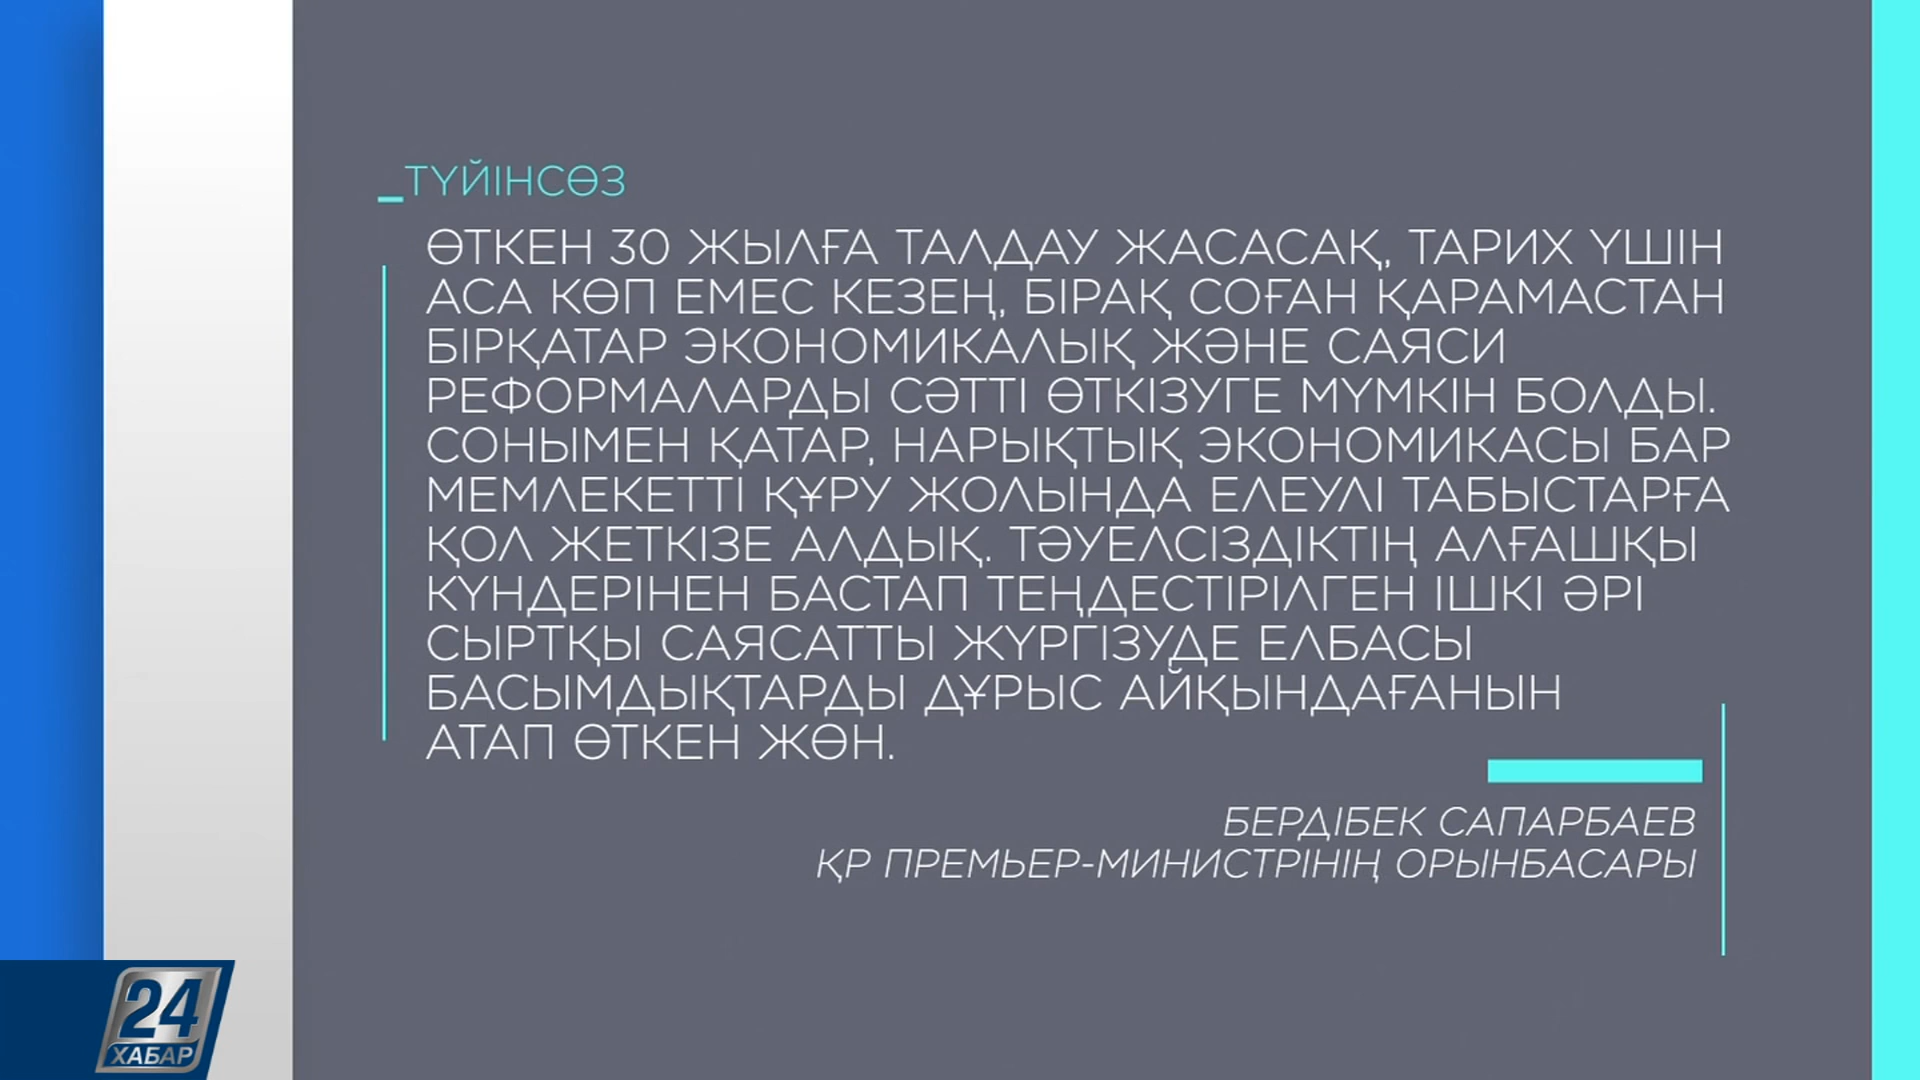 _ТҮЙІНСӨЗ
ӨТКЕН 30 ЖЫЛҒА ТАЛДАУ ЖАСАСАҚ, ТАРИХ ҮШІН
АСА КӨП ЕМЕС КЕЗЕҢ, БІРАҚ СОҒАН ҚАРАМАСТАН
БІРҚАТАР ЭКОНОМИКАЛЫҚ ЖӘНЕ САЯСИ
РЕФОРМАЛАРДЫ СӘТТІ ӨТКІЗУГЕ МҮМКІН БОЛДЫ.
СОНЫМЕН ҚАТАР, НАРЫҚТЫҚ ЭКОНОМИКАСЫ БАР
МЕМЛЕКЕТТІ ҚҰРУ ЖОЛЫНДА ЕЛЕУЛІ ТАБЫСТАРҒА
ҚОЛ ЖЕТКІЗЕ АЛДЫҚ. ТӘУЕЛСІЗДІКТІҢ АЛҒАШҚЫ
КҮНДЕРІНЕН БАСТАП ТЕҢДЕСТІРІЛГЕН ІШКІ ӘРІ
СЫРТҚЫ САЯСАТТЫ ЖҮРГІЗУДЕ ЕЛБАСЫ
БАСЫМДЫҚТАРДЫ ДҰРЫС АЙҚЫНДАҒАНЫН
АТАП ӨТКЕН ЖӨН.
БЕРДІБЕК САПАРБАЕВ
ҚР ПРЕМЬЕР-МИНИСТРІНІҢ ОРЫНБАСАРЫ
24
ХАБАР